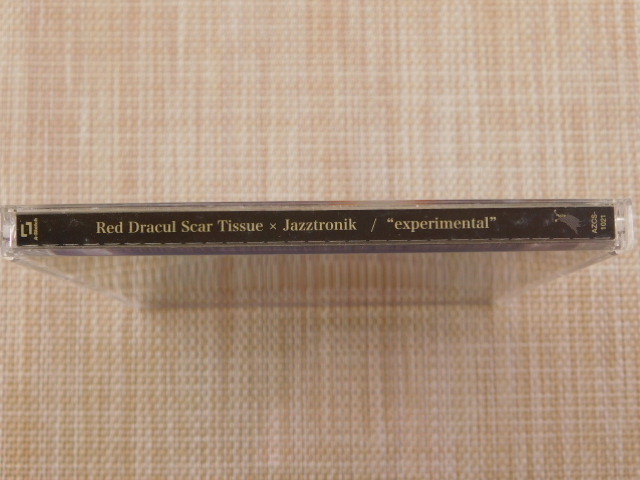 Red Dracul Scar Tissue × Jazztronik / “experimental”
AZCS-
1021